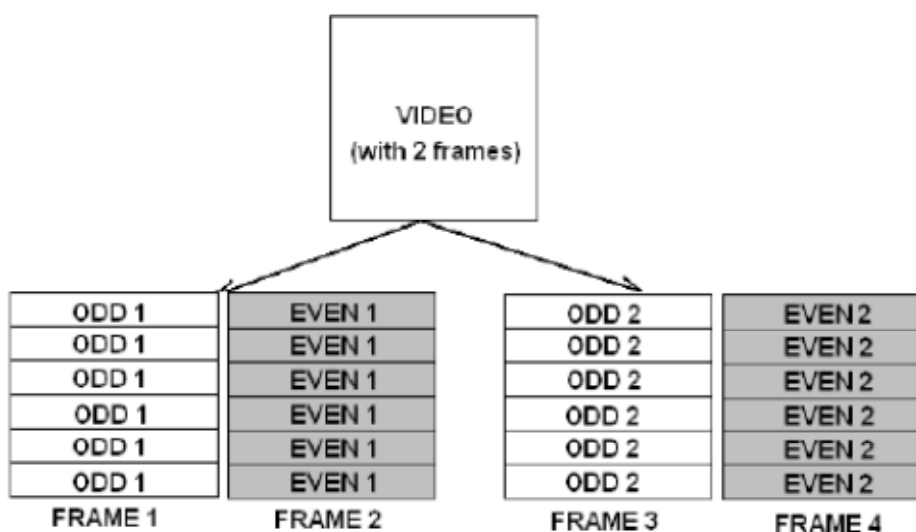 VIDEO
(with 2 frames)
ODD 1 EVEN 1 ODD 2 EVEN 2
ODD 1 EVEN 1 ODD 2 EVEN 2
ODD 1 EVEN 1 ODD 2 EVEN 2
ODD 1 EVEN 1 ODD 2 EVEN 2
ODD 1 EVEN 1 ODD 2 EVEN 2
ODD 1 EVEN 1 ODD 2 EVEN 2
FRAME 1 FRAME 2 FRAME 3 FRAME 4